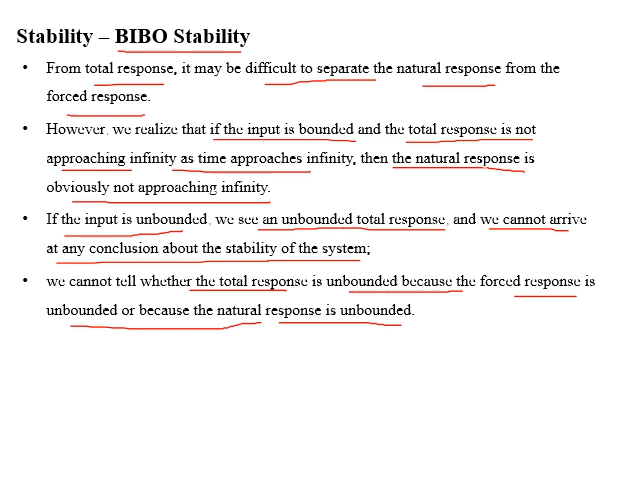 Stability – BIBO Stability
• From total response, it may be difficult to separate the natural response from the
forced response.
• However, we realize that if the input is bounded and the total response is not
approaching infinity as time approaches infinity, then the natural response is
obviously not approaching infinity.
• If the input is unbounded, we see an unbounded total response, and we cannot arrive
at any conclusion about the stability of the system;
• we cannot tell whether the total response is unbounded because the forced response is
unbounded or because the natural response is unbounded.